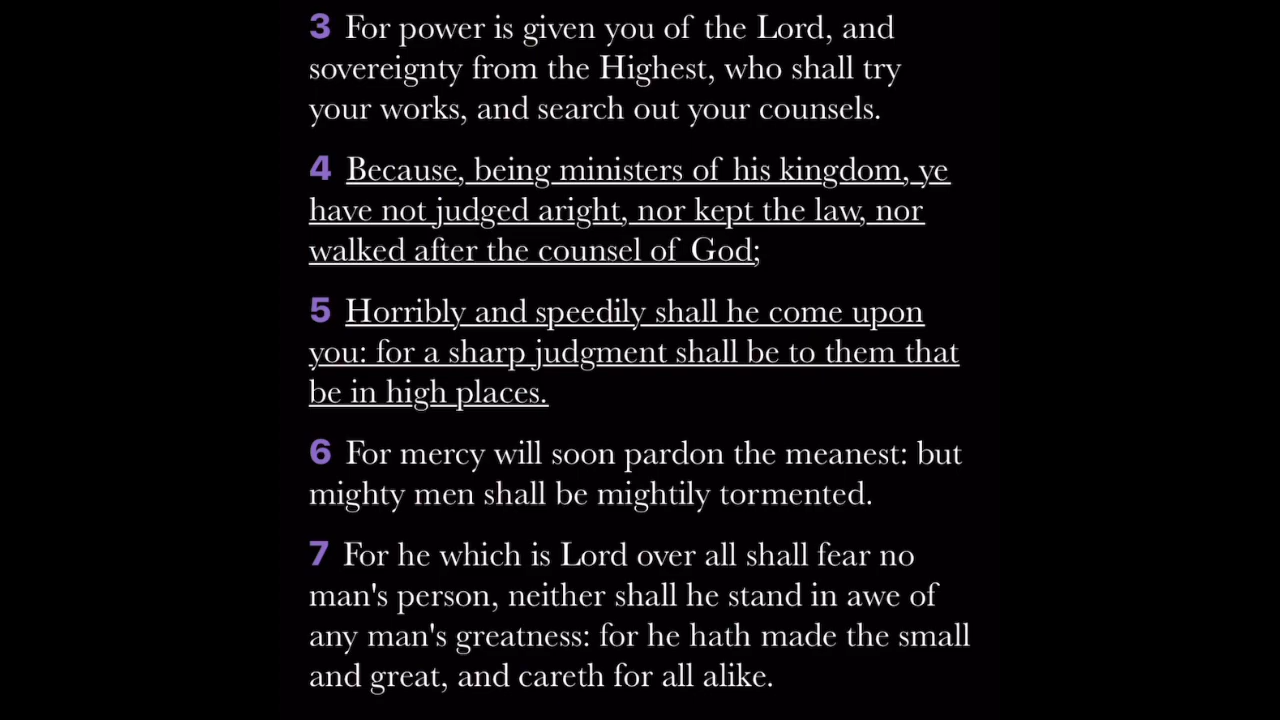 3 For power is given you of the Lord, and
sovereignty from the Highest, who shall try
your works, and search out your counsels.
4 Because, being ministers of his kingdom, ye
have not judged aright, nor kept the law, nor
walked after the counsel of God;
5 Horribly and speedily shall he come upon
you: for a sharp judgment shall be to them that
be in high places.
6 For mercy will soon pardon the meanest: but
mighty men shall be mightily tormented.
7 For he which is Lord over all shall fear no
man's person, neither shall he stand in awe of
any man's greatness: for he hath made the small
and great, and careth for all alike.